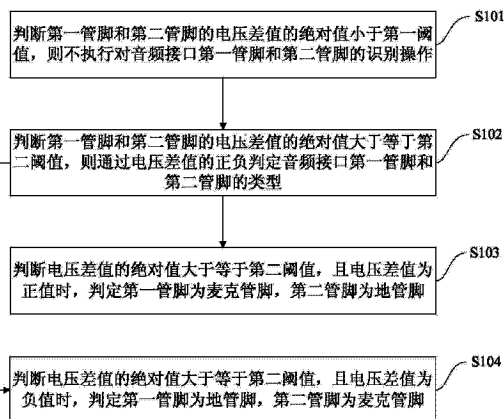 判断第一管脚和第二管脚的电压差值的绝对值小于第一阈
值，则不执行对音频接口第一管脚和第二管脚的识别操作
S101
判断第一管脚和第二管脚的电压差值的绝对值大于等于第
二阈值，则通过电压差值的正负判定音频接口第一管脚和
第二管脚的类型
S102
判断电压差值的绝对值大于等于第二阈值，且电压差值为
正值时，判定第一管脚为麦克管脚，第二管脚为地管脚
S103
判断电压差值的绝对值大于等于第二阈值，且电压差值为
负值时，判定第一管脚为地管脚，第二管脚为麦克管脚
S104